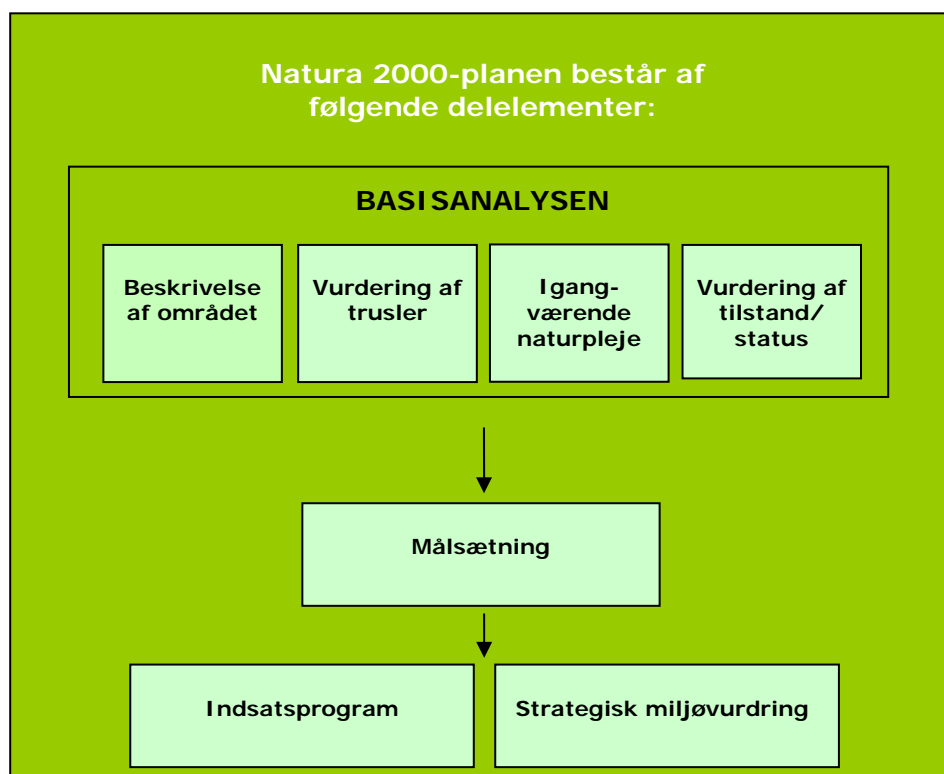 Natura 2000-planen består af
følgende delelementer:
BASISANALYSEN
Beskrivelse
af området
Vurdering af
trusler
Igang-
værende
naturpleje
Vurdering af
tilstand/
status
Målsætning
Indsatsprogram
Strategisk miljøvurdring